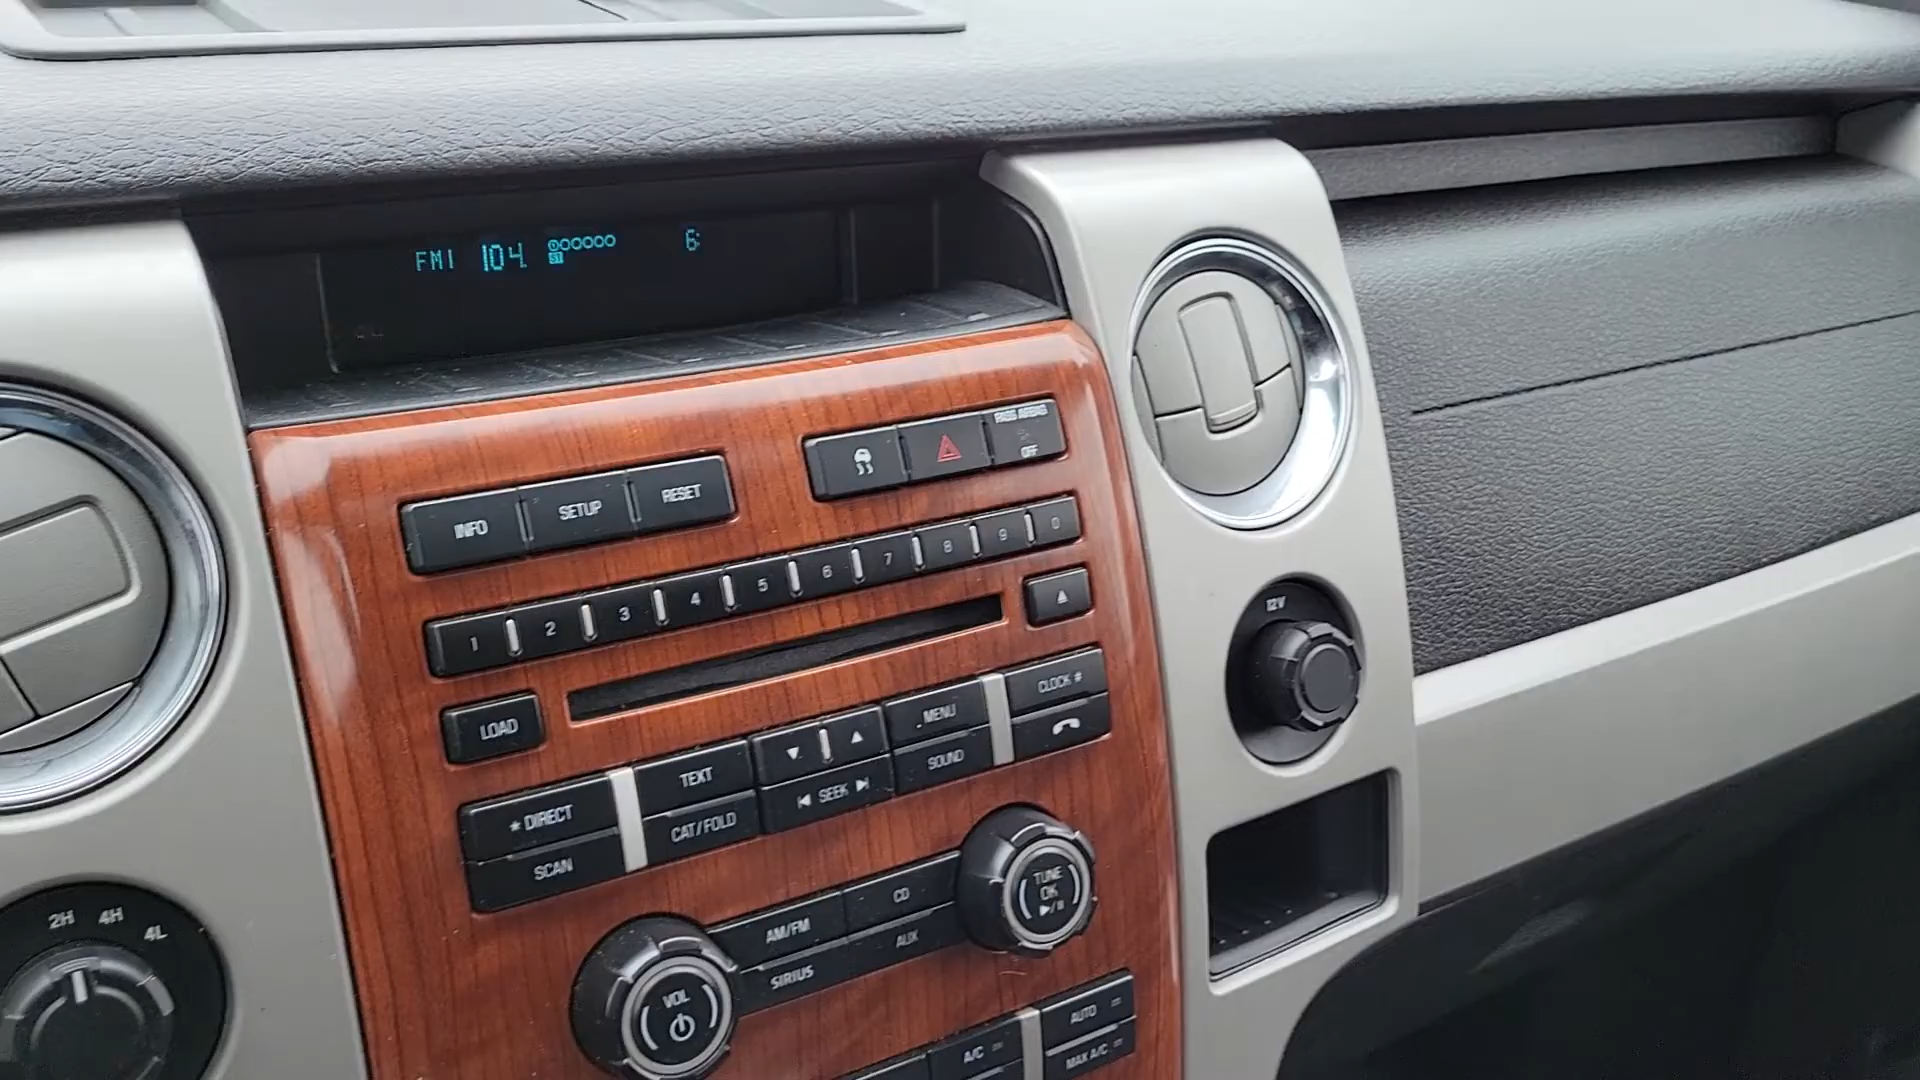 FM1 104. 6:
ST
PASS AIRBAG
OFF
INFO SETUP RESET
1 2 3 4 5 6 7 8 9 0
12V
LOAD
CLOCK #
MENU
TEXT
SOUND
SEEK
* DIRECT
CAT/FOLD
SCAN
TUNE
OK
CD
AM/FM
AUX
SIRIUS
2H 4H 4L
VOL
AUTO
A/C
MAX A/C